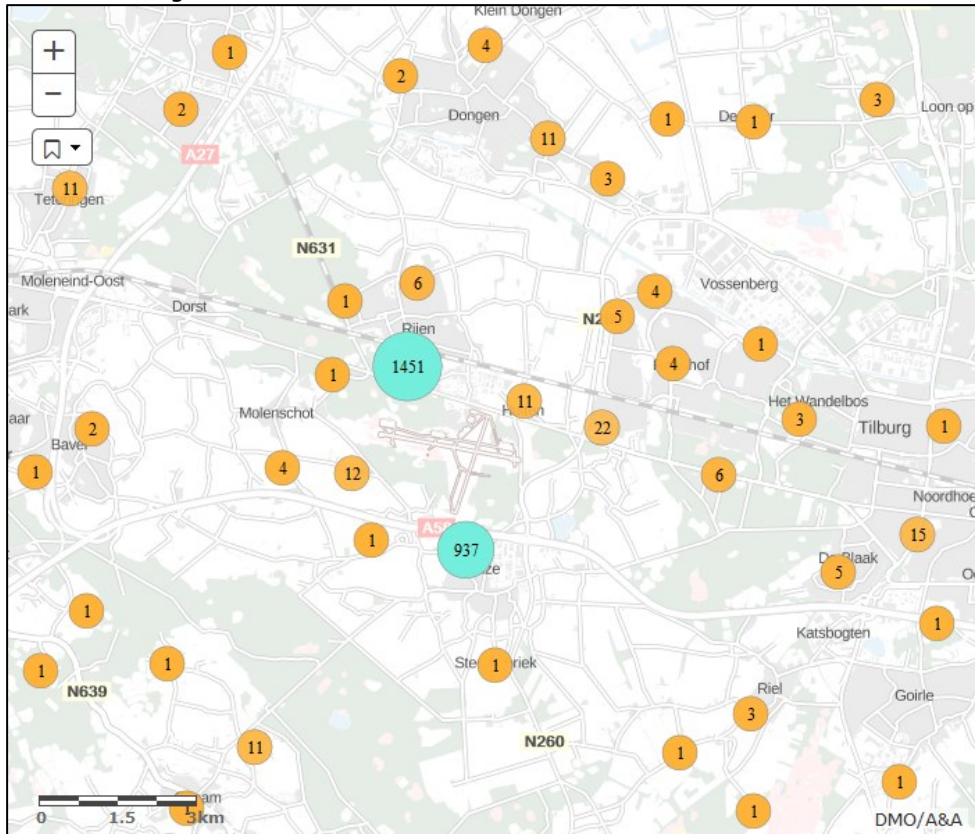 Klein Dongen
+
1
4
2
−
2
Dongen
1
1
3
Loon op
11
A27
11
3
N631
Moleneind-Oost
Dorst
1
6
4
Vossenberg
5
ark
Rijen
1451
1
4
1
Molenschot
11
Het Wandelbos
3
Tilburg
1
2
22
aar
1
4
12
6
Noordhoe
15
937
1
5
1
Katsbogten
1
1
1
N639
1
Riel
Goirle
3
11
N260
1
1
1
1
0 1.5 3km
DMO/A&A